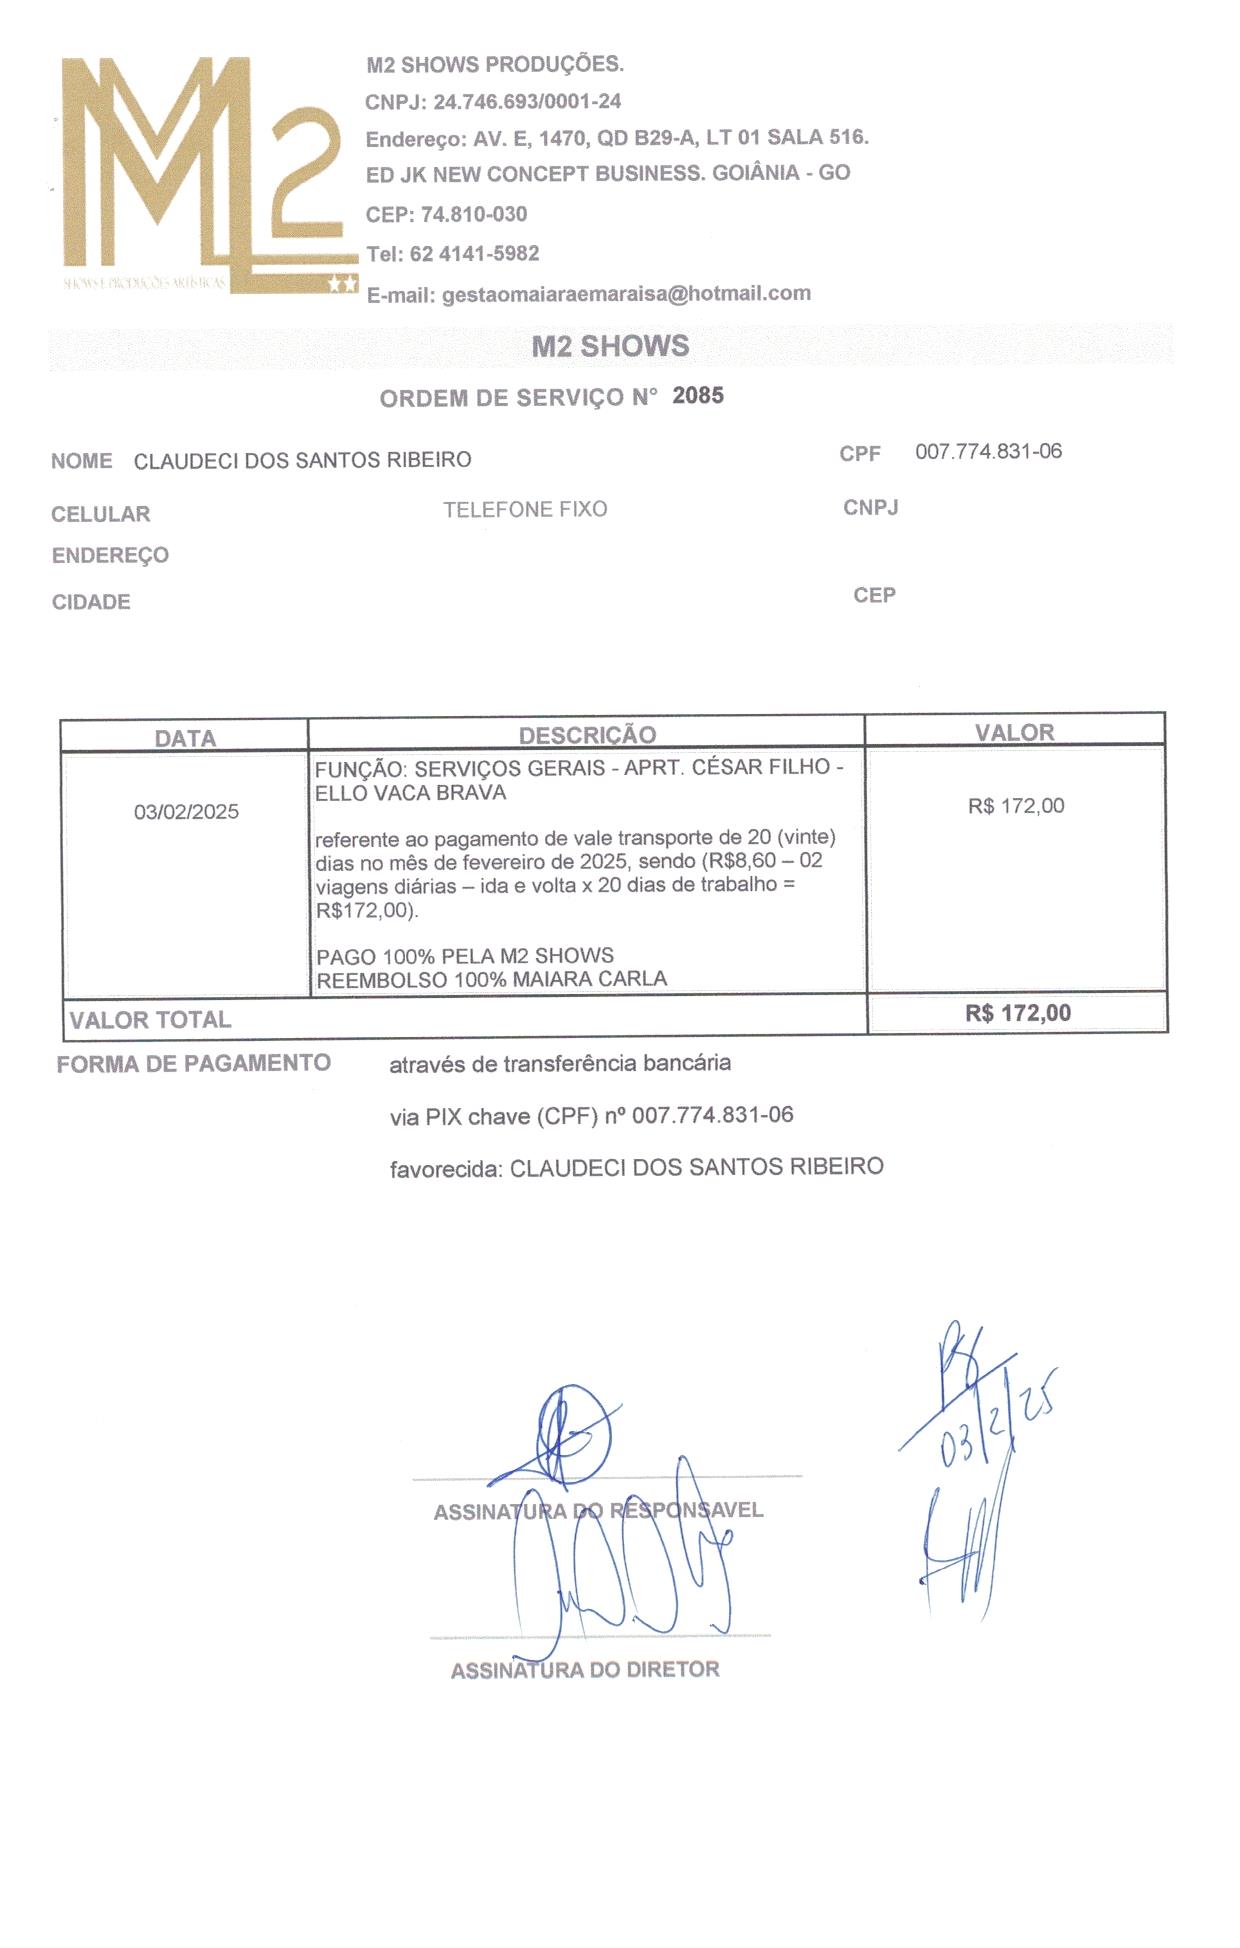 M2 SHOWS PRODUÇÕES.
CNPJ: 24.746.693/0001-24
Endereço: AV. E, 1470, QD B29-A, LT 01 SALA 516.
ED JK NEW CONCEPT BUSINESS. GOIÂNIA - GO
CEP: 74.810-030
Tel: 62 4141-5982
E-mail: gestaomaiaraemaraisa@hotmail.com
M2
SHOWS E PRODUÇÕES ARTÍSTICAS
M2 SHOWS
ORDEM DE SERVIÇO N° 2085
NOME CLAUDECI DOS SANTOS RIBEIRO CPF 007.774.831-06
CELULAR TELEFONE FIXO CNPJ
ENDEREÇO
CIDADE CEP
DATA DESCRIÇÃO VALOR
FUNÇÃO: SERVIÇOS GERAIS - APRT. CÉSAR FILHO -
ELLO VACA BRAVA
03/02/2025 R$ 172,00
referente ao pagamento de vale transporte de 20 (vinte)
dias no mês de fevereiro de 2025, sendo (R$8,60 – 02
viagens diárias – ida e volta x 20 dias de trabalho =
R$172,00).
PAGO 100% PELA M2 SHOWS
REEMBOLSO 100% MAIARA CARLA
VALOR TOTAL R$ 172,00
FORMA DE PAGAMENTO através de transferência bancária
via PIX chave (CPF) nº 007.774.831-06
favorecida: CLAUDECI DOS SANTOS RIBEIRO
03/2/25
ASSINATURA DO RESPONSAVEL
ASSINATURA DO DIRETOR